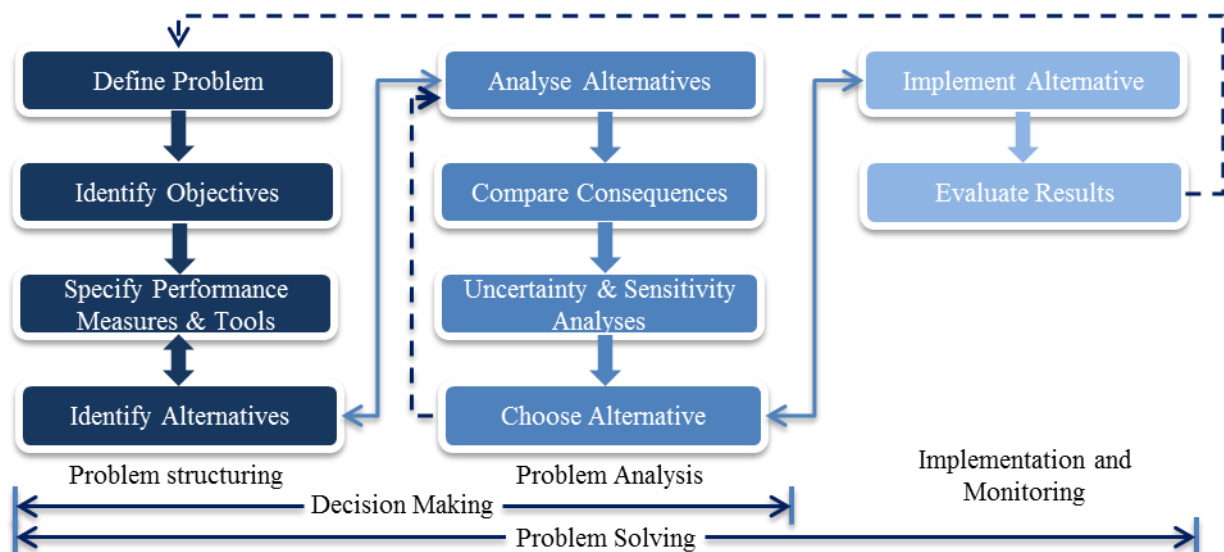 Define Problem
Identify Objectives
Specify Performance
Measures & Tools
Identify Alternatives
Problem structuring
Analyse Alternatives
Compare Consequences
Uncertainty & Sensitivity
Analyses
Choose Alternative
Problem Analysis
Implement Alternative
Evaluate Results
Implementation and
Monitoring
Decision Making
Problem Solving